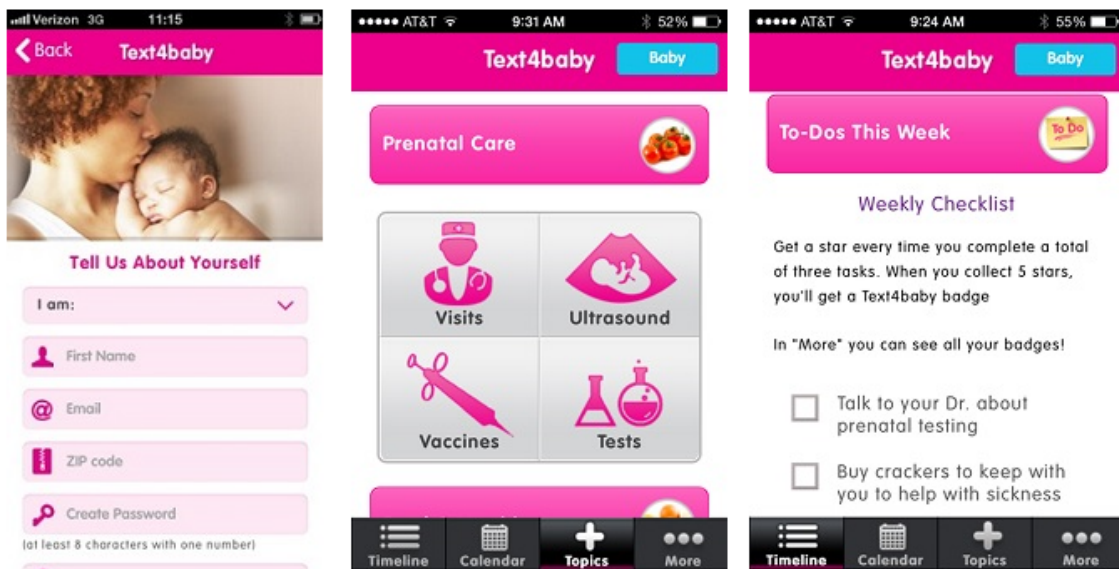 Verizon 3G 11:15
Back Text4baby
Tell Us About Yourself
I am:
First Name
Email
ZIP code
Create Password
(at least 8 characters with one number)
AT&T 9:31 AM 52%
Text4baby Baby
Prenatal Care
Visits Ultrasound
Vaccines Tests
Timeline Calendar Topics More
AT&T 9:24 AM 55%
Text4baby Baby
To-Dos This Week To Do
Weekly Checklist
Get a star every time you complete a total
of three tasks. When you collect 5 stars,
you'll get a Text4baby badge
In "More" you can see all your badges!
Talk to your Dr. about
prenatal testing
Buy crackers to keep with
you to help with sickness
Timeline Calendar Topics More